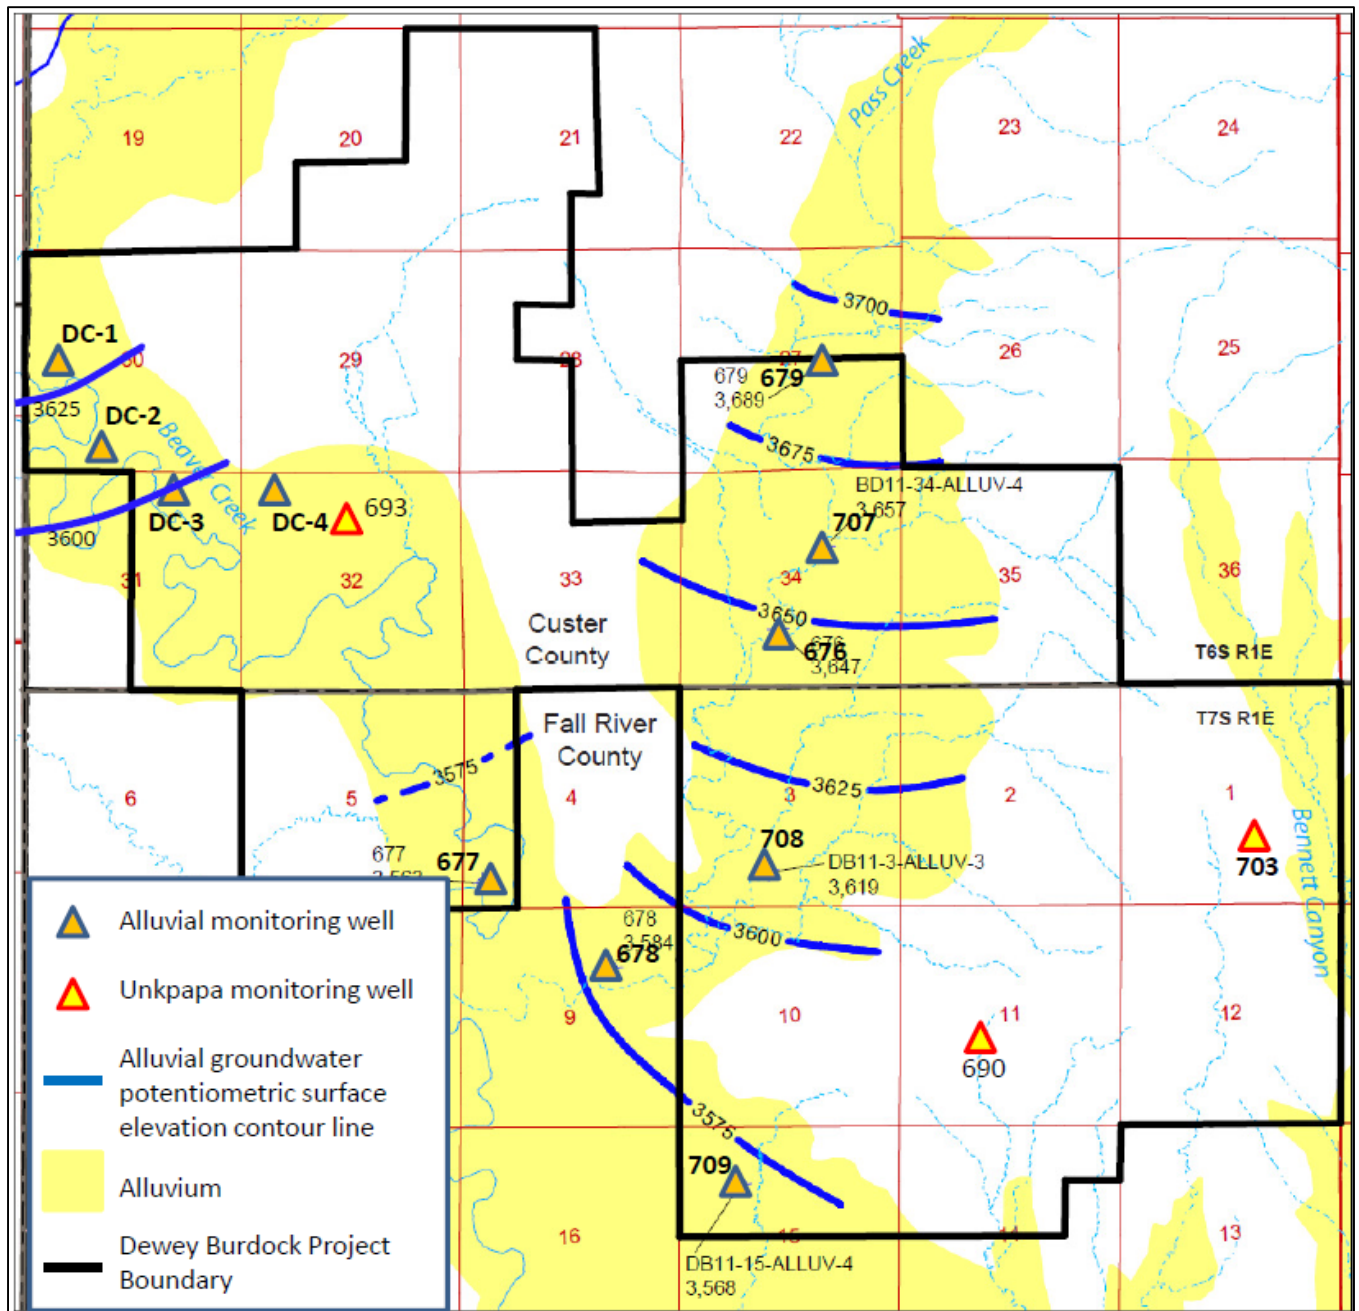 Pass Creek
19
20
21
22
23
24
3700
DC-1
30
29
28
27
26
25
679
679
3,689
3625
DC-2
Beaver Creek
3675
BD11-34-ALLUV-4
3,657
693
DC-3
DC-4
707
3600
31
32
33
34
35
36
3650
676
676
3,647
Custer
County
T6S R1E
T7S R1E
Fall River
County
3575
3625
6
5
4
3
2
1
708
DB11-3-ALLUV-3
3,619
703
Bennett Canyon
677
677
678
3,584
678
3600
9
10
11
12
690
3575
709
16
15
14
13
DB11-15-ALLUV-4
3,568
Alluvial monitoring well
Unkpapa monitoring well
Alluvial groundwater
potentiometric surface
elevation contour line
Alluvium
Dewey Burdock Project
Boundary